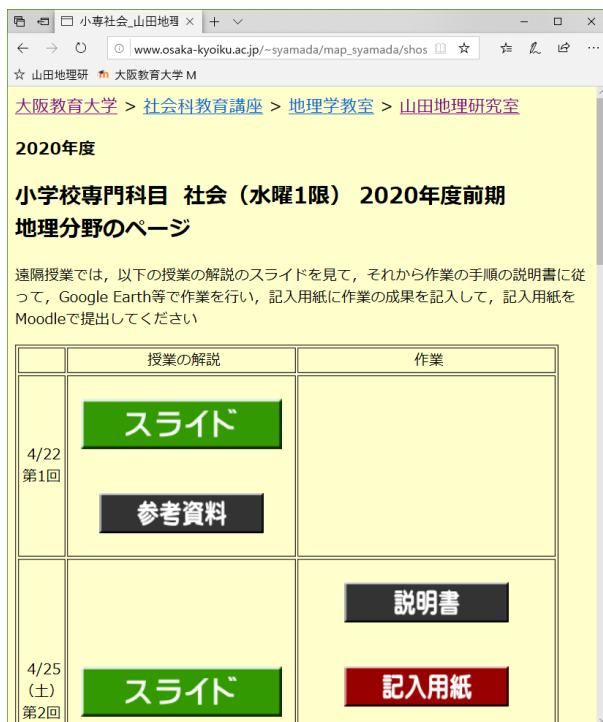 小専社会_山田地理
www.osaka-kyoiku.ac.jp/~syamada/map_syamada/shos
山田地理研 大阪教育大学 M
大阪教育大学 > 社会科教育講座 > 地理学教室 > 山田地理研究室
2020年度
小学校専門科目 社会（水曜1限） 2020年度前期
地理分野のページ
遠隔授業では，以下の授業の解説のスライドを見て，それから作業の手順の説明書に従
って，Google Earth等で作業を行い，記入用紙に作業の成果を記入して，記入用紙を
Moodleで提出してください
授業の解説 作業
4/22
第1回
スライド
参考資料
4/25
（土）
第2回
スライド
説明書
記入用紙